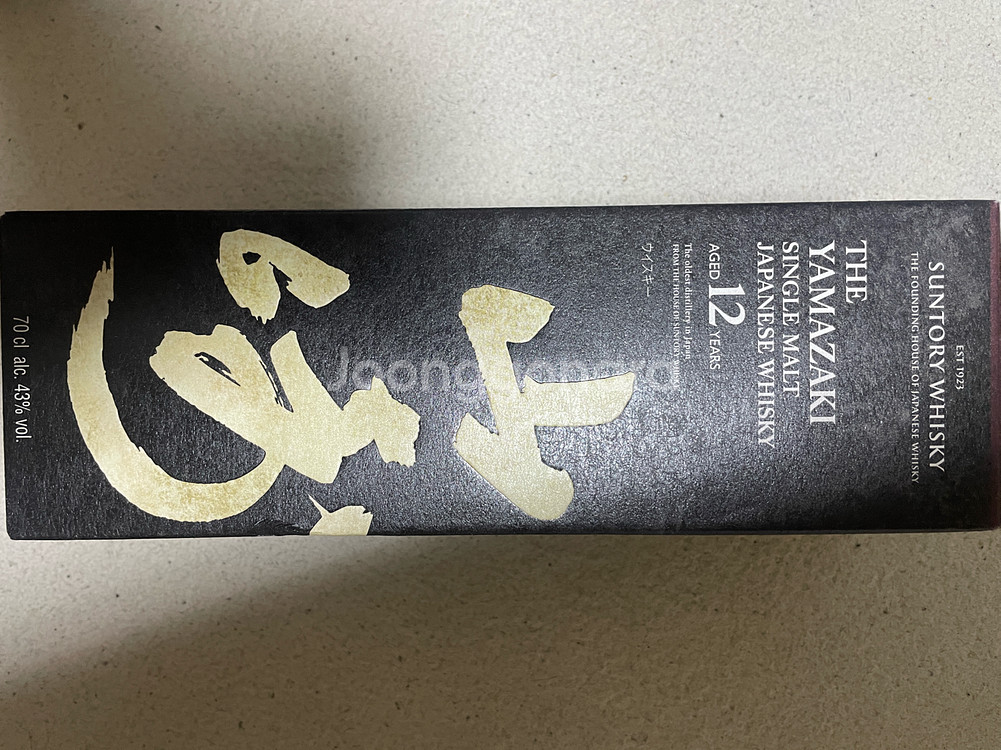 EST 1923
SUNTORY WHISKY
THE FOUNDING HOUSE OF JAPANESE WHISKY
THE
YAMAZAKI
SINGLE MALT
JAPANESE WHISKY
AGED 12 YEARS
The oldest distillery in Japan,
FROM THE HOUSE OF SUNTORY WHISKY
ウイスキー
山崎
70 cl alc. 43% vol.
Joonggonara